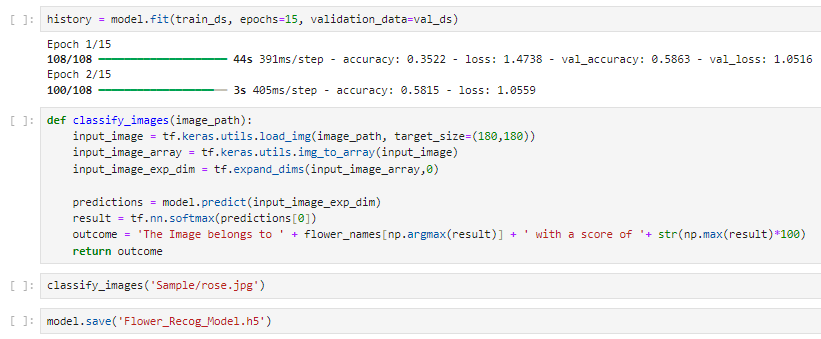 [ ]: history = model.fit(train_ds, epochs=15, validation_data=val_ds)
Epoch 1/15
108/108 ━━━━━━━━━━━━━━━━━━━━ 44s 391ms/step - accuracy: 0.3522 - loss: 1.4738 - val_accuracy: 0.5863 - val_loss: 1.0516
Epoch 2/15
100/108 ━━━━━━━━━━━━━━━━━━━━ 3s 405ms/step - accuracy: 0.5815 - loss: 1.0559
[ ]: def classify_images(image_path):
    input_image = tf.keras.utils.load_img(image_path, target_size=(180,180))
    input_image_array = tf.keras.utils.img_to_array(input_image)
    input_image_exp_dim = tf.expand_dims(input_image_array,0)

    predictions = model.predict(input_image_exp_dim)
    result = tf.nn.softmax(predictions[0])
    outcome = 'The Image belongs to ' + flower_names[np.argmax(result)] + ' with a score of '+ str(np.max(result)*100)
    return outcome
[ ]: classify_images('Sample/rose.jpg')
[ ]: model.save('Flower_Recog_Model.h5')